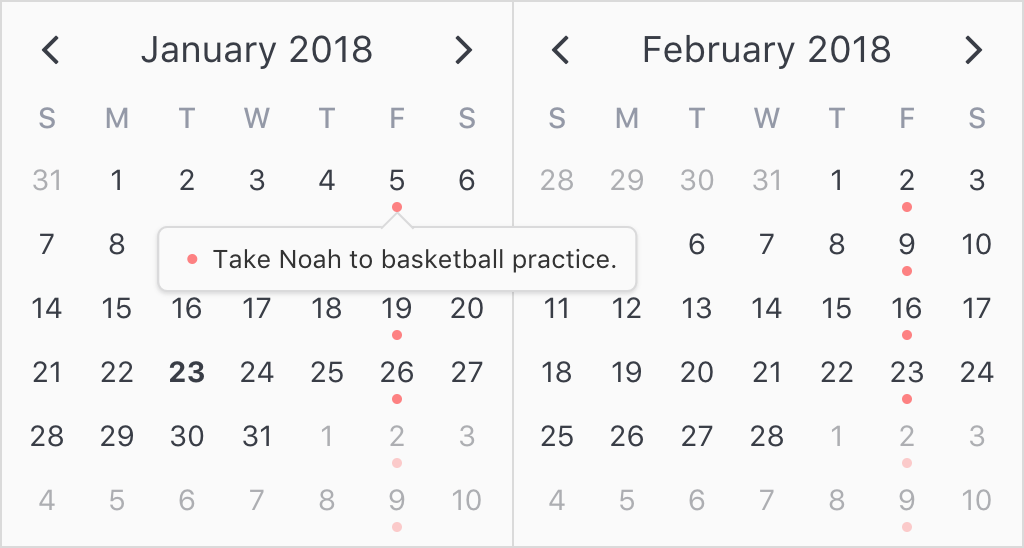 January 2018
S M T W T F S
31 1 2 3 4 5 6
7 8
14 15 16 17 18 19 20
21 22 23 24 25 26 27
28 29 30 31 1 2 3
4 5 6 7 8 9 10
Take Noah to basketball practice.
February 2018
S M T W T F S
28 29 30 31 1 2 3
6 7 8 9 10
11 12 13 14 15 16 17
18 19 20 21 22 23 24
25 26 27 28 1 2 3
4 5 6 7 8 9 10